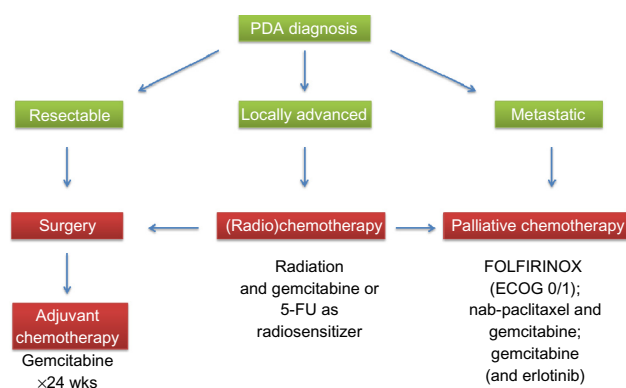 PDA diagnosis
Resectable
Locally advanced
Metastatic
Surgery
(Radio)chemotherapy
Palliative chemotherapy
Radiation
and gemcitabine or
5-FU as
radiosensitizer
FOLFIRINOX
(ECOG 0/1);
nab-paclitaxel and
gemcitabine;
gemcitabine
(and erlotinib)
Adjuvant
chemotherapy
Gemcitabine
×24 wks